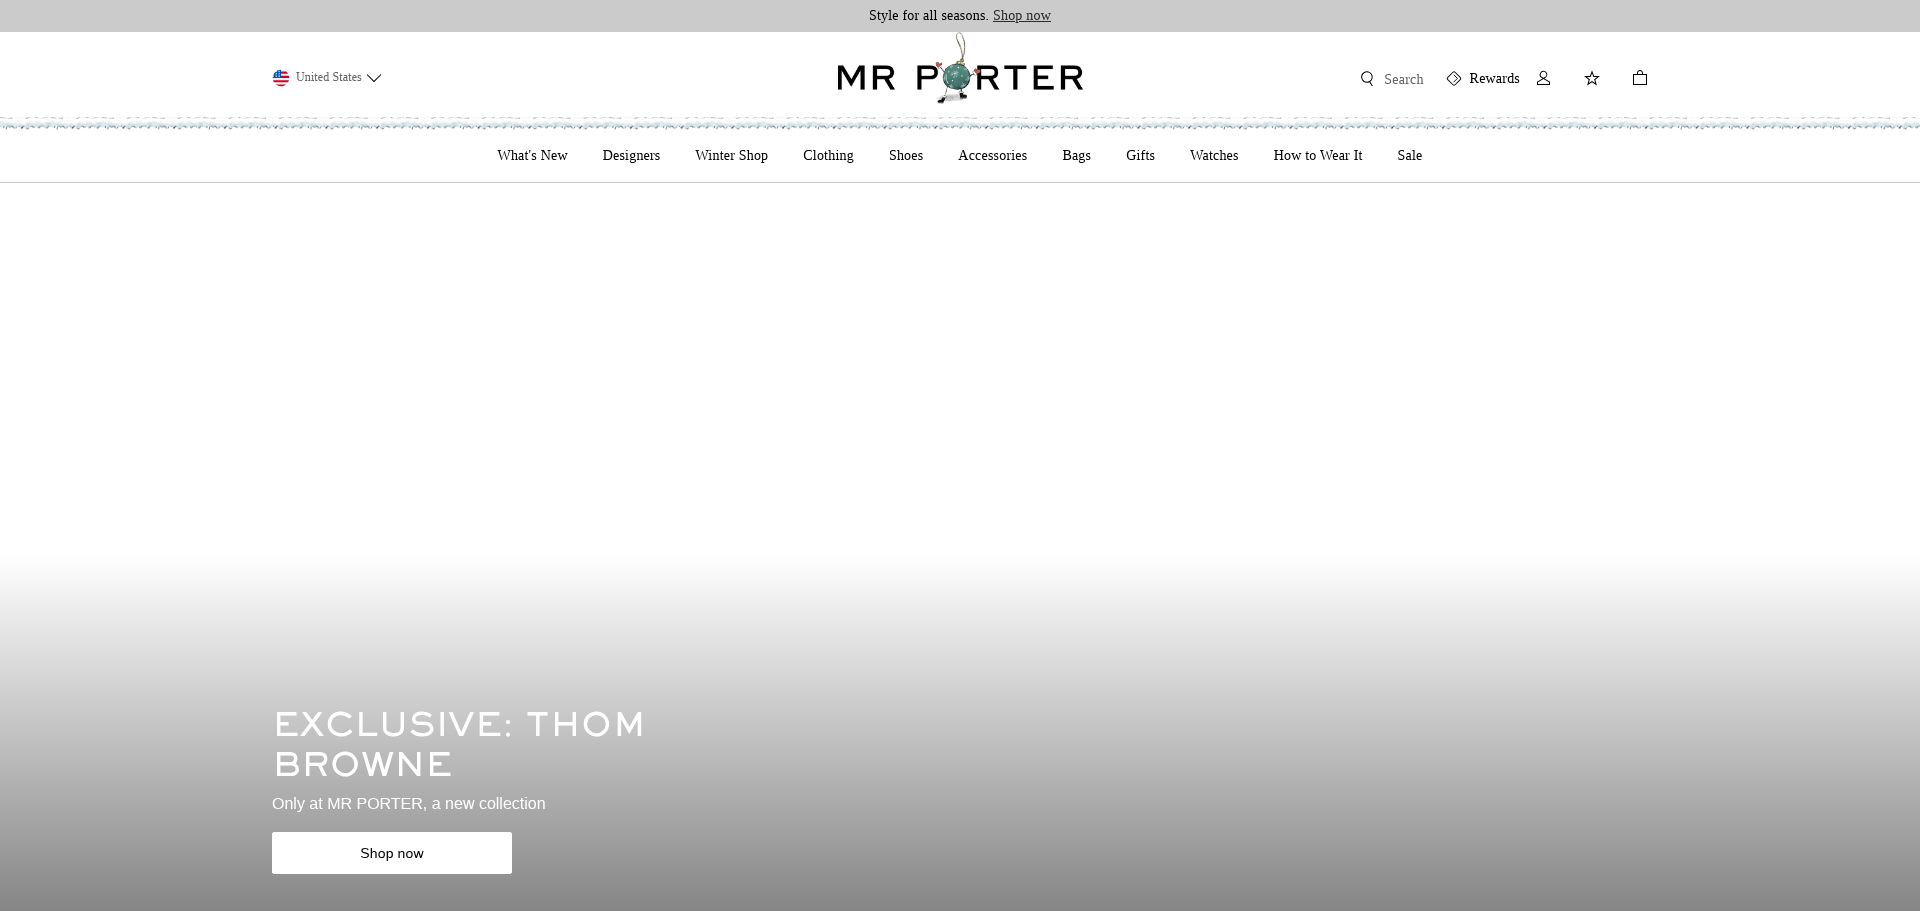 Style for all seasons. Shop now
United States
MR PORTER
Search
Rewards
What's New Designers Winter Shop Clothing Shoes Accessories Bags Gifts Watches How to Wear It Sale
EXCLUSIVE: THOM
BROWNE
Only at MR PORTER, a new collection
Shop now